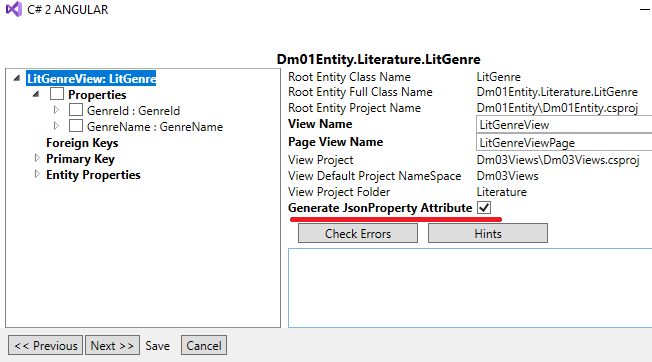 C# 2 ANGULAR
Dm01Entity.Literature.LitGenre
LitGenreView: LitGenre
Properties
GenreId : GenreId
GenreName : GenreName
Foreign Keys
Primary Key
Entity Properties
Root Entity Class Name LitGenre
Root Entity Full Class Name Dm01Entity.Literature.LitGenre
Root Entity Project Name Dm01Entity\Dm01Entity.csproj
View Name LitGenreView
Page View Name LitGenreViewPage
View Project Dm03Views\Dm03Views.csproj
View Default Project NameSpace Dm03Views
View Project Folder Literature
Generate JsonProperty Attribute
Check Errors Hints
<< Previous Next >> Save Cancel